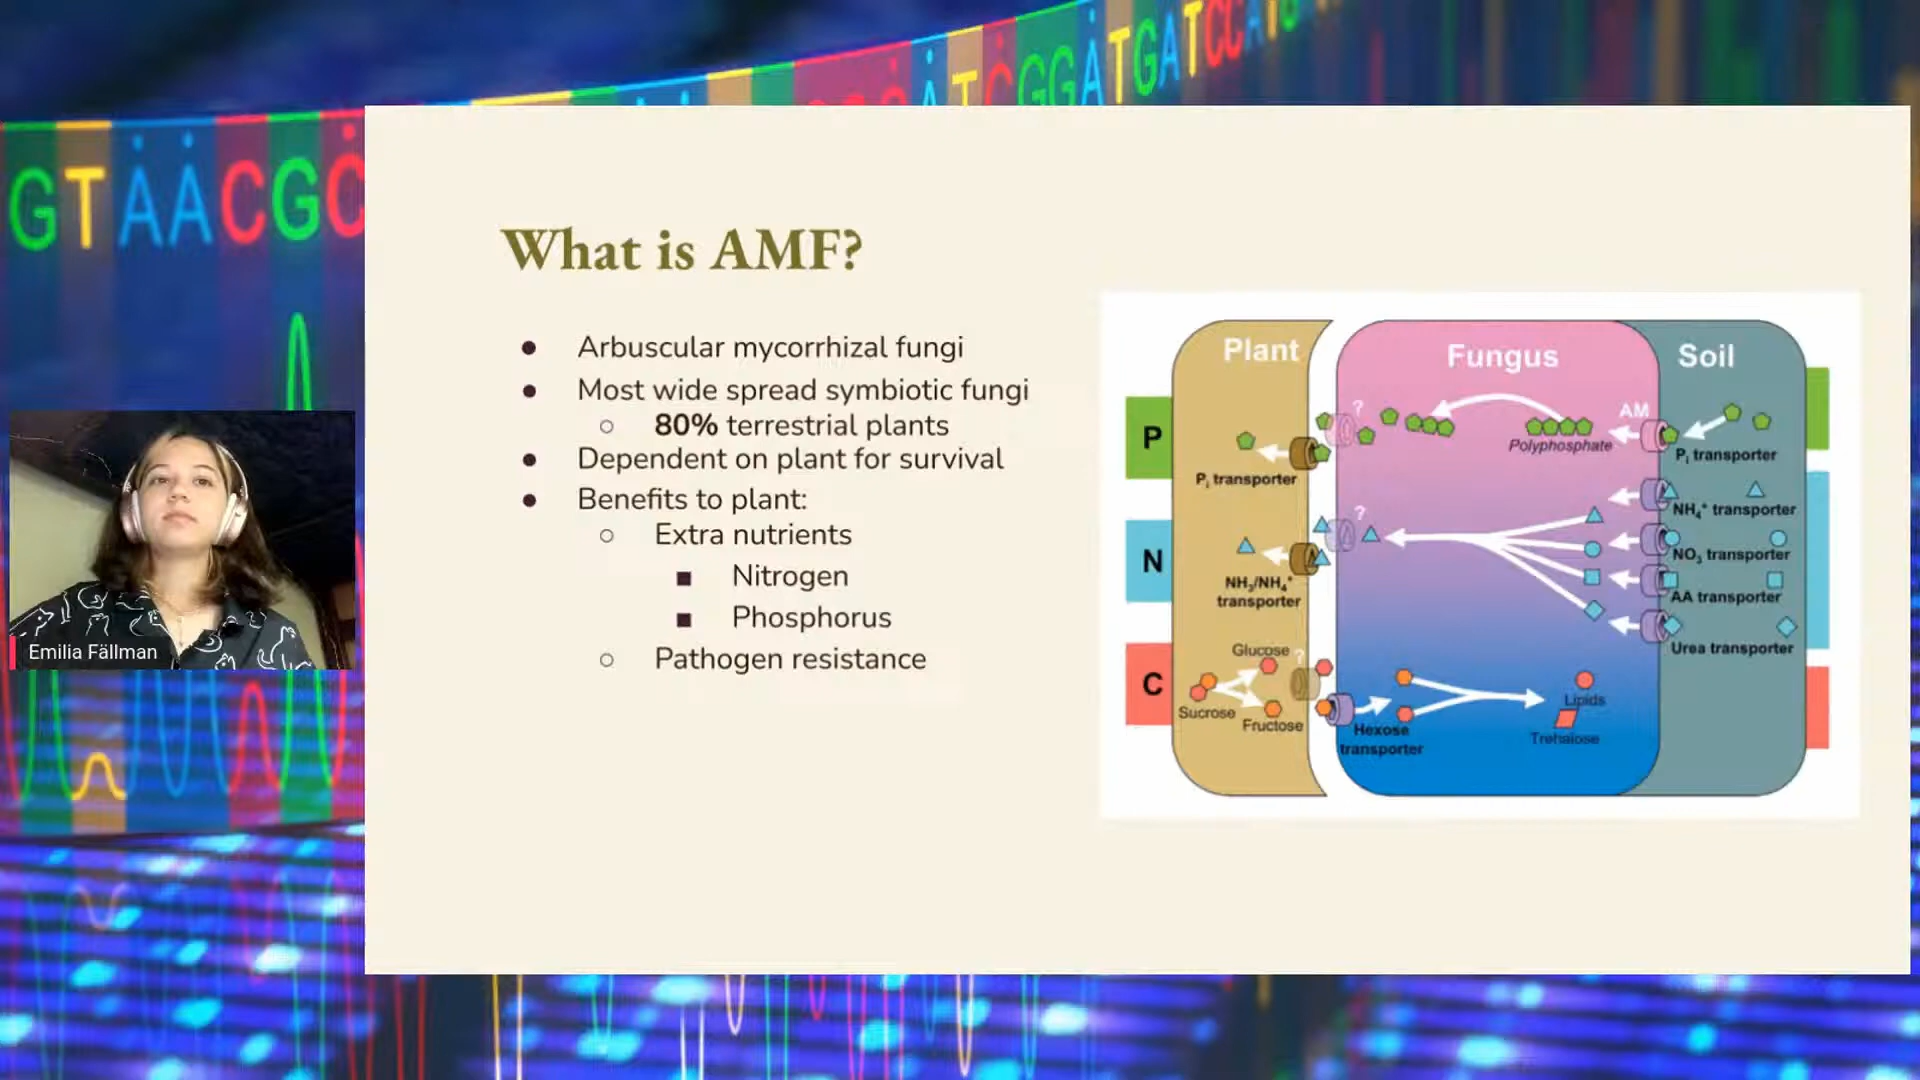 GTAACGC
ATCGGATGATCCATG
What is AMF?
Arbuscular mycorrhizal fungi
Most wide spread symbiotic fungi
80% terrestrial plants
Dependent on plant for survival
Benefits to plant:
Extra nutrients
Nitrogen
Phosphorus
Pathogen resistance
Emilia Fällman
Plant
Fungus
Soil
P
?
AM
Polyphosphate
Pi transporter
Pi transporter
N
?
NH4+ transporter
NO3 transporter
AA transporter
Urea transporter
NH3/NH4+
transporter
C
Glucose
?
Sucrose
Fructose
Hexose
transporter
Lipids
Trehalose